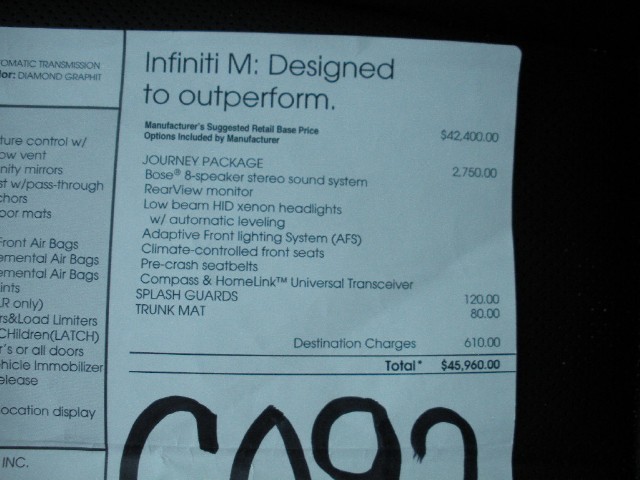 OMATIC TRANSMISSION
lor: DIAMOND GRAPHIT
ture control w/
ow vent
nity mirrors
st w/pass-through
chors
oor mats
Front Air Bags
emental Air Bags
emental Air Bags
ints
R only)
rs&Load Limiters
CHildren(LATCH)
r's or all doors
hicle Immobilizer
elease
ocation display
INC.
Infiniti M: Designed
to outperform.
Manufacturer's Suggested Retail Base Price $42,400.00
Options Included by Manufacturer
JOURNEY PACKAGE 2,750.00
Bose® 8-speaker stereo sound system
RearView monitor
Low beam HID xenon headlights
w/ automatic leveling
Adaptive Front lighting System (AFS)
Climate-controlled front seats
Pre-crash seatbelts
Compass & HomeLink™ Universal Transceiver
SPLASH GUARDS 120.00
TRUNK MAT 80.00
Destination Charges 610.00
Total* $45,960.00